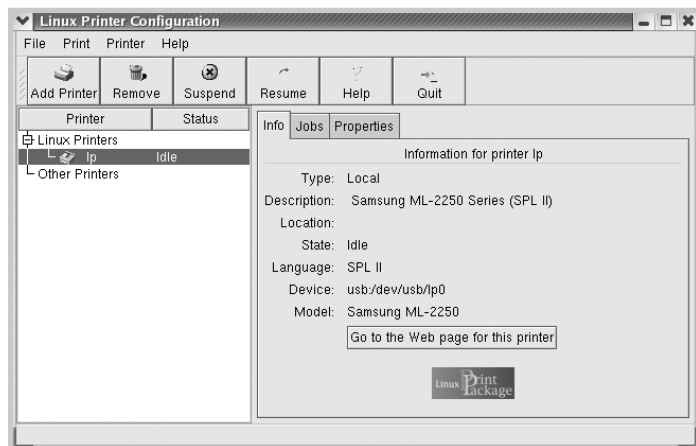 Linux Printer Configuration
File Print Printer Help
Add Printer Remove Suspend Resume Help Quit
Printer Status
Linux Printers
lp Idle
Other Printers
Info Jobs Properties
Information for printer lp
Type: Local
Description: Samsung ML-2250 Series (SPL II)
Location:
State: Idle
Language: SPL II
Device: usb:/dev/usb/lp0
Model: Samsung ML-2250
Go to the Web page for this printer
Linux Print Package